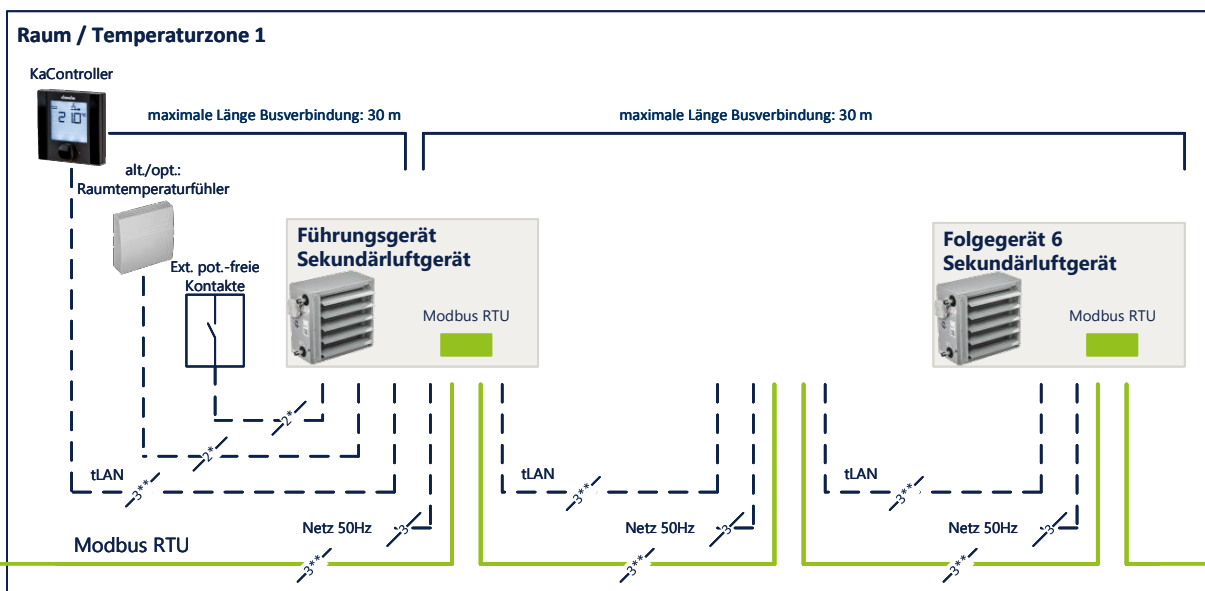 Raum / Temperaturzone 1
KaController
maximale Länge Busverbindung: 30 m
maximale Länge Busverbindung: 30 m
21.0°
alt./opt.:
Raumtemperaturfühler
Führungsgerät
Sekundärluftgerät
Folgegerät 6
Sekundärluftgerät
Ext. pot.-freie
Kontakte
Modbus RTU
Modbus RTU
2*
2*
tLAN
3**
tLAN
3**
tLAN
3**
Netz 50Hz
3
Netz 50Hz
3
Netz 50Hz
3
Modbus RTU
3**
3**
3**